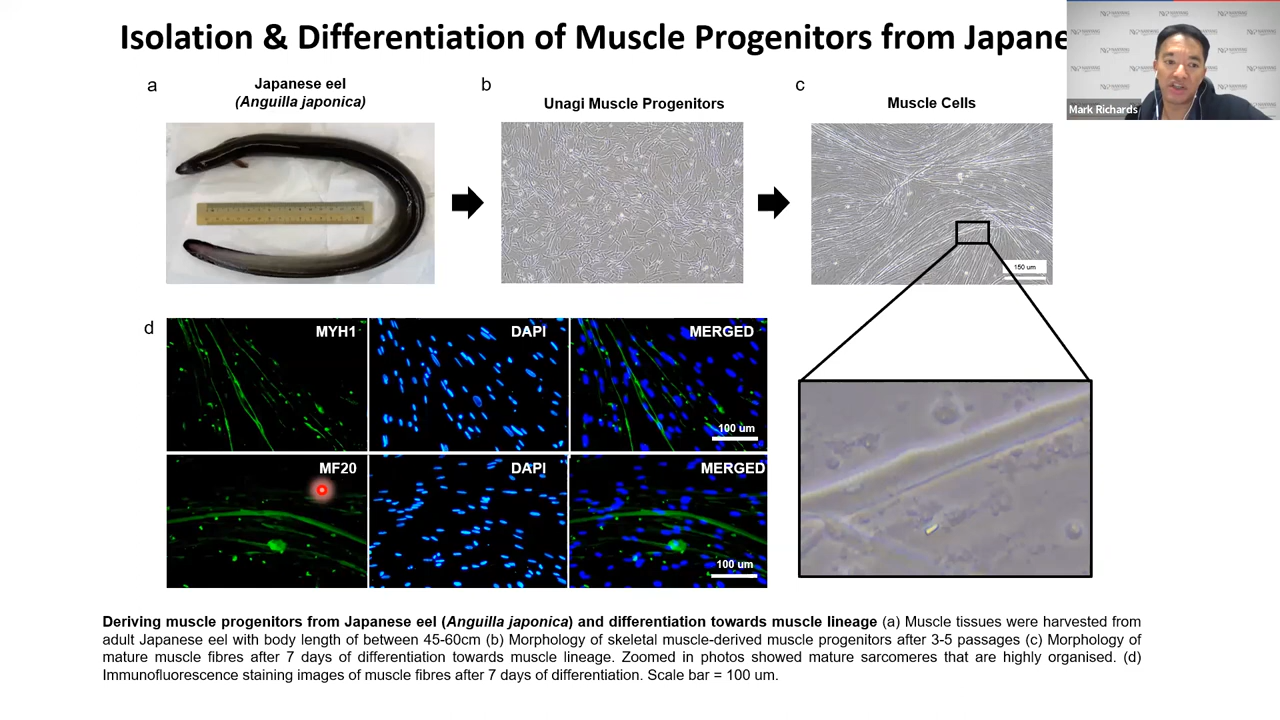 Isolation & Differentiation of Muscle Progenitors from Japane
Mark Richards
a
Japanese eel
(Anguilla japonica)
b
Unagi Muscle Progenitors
c
Muscle Cells
150 um
d
MYH1
DAPI
MERGED
100 um
MF20
DAPI
MERGED
100 um
Deriving muscle progenitors from Japanese eel (Anguilla japonica) and differentiation towards muscle lineage (a) Muscle tissues were harvested from
adult Japanese eel with body length of between 45-60cm (b) Morphology of skeletal muscle-derived muscle progenitors after 3-5 passages (c) Morphology of
mature muscle fibres after 7 days of differentiation towards muscle lineage. Zoomed in photos showed mature sarcomeres that are highly organised. (d)
Immunofluorescence staining images of muscle fibres after 7 days of differentiation. Scale bar = 100 um.